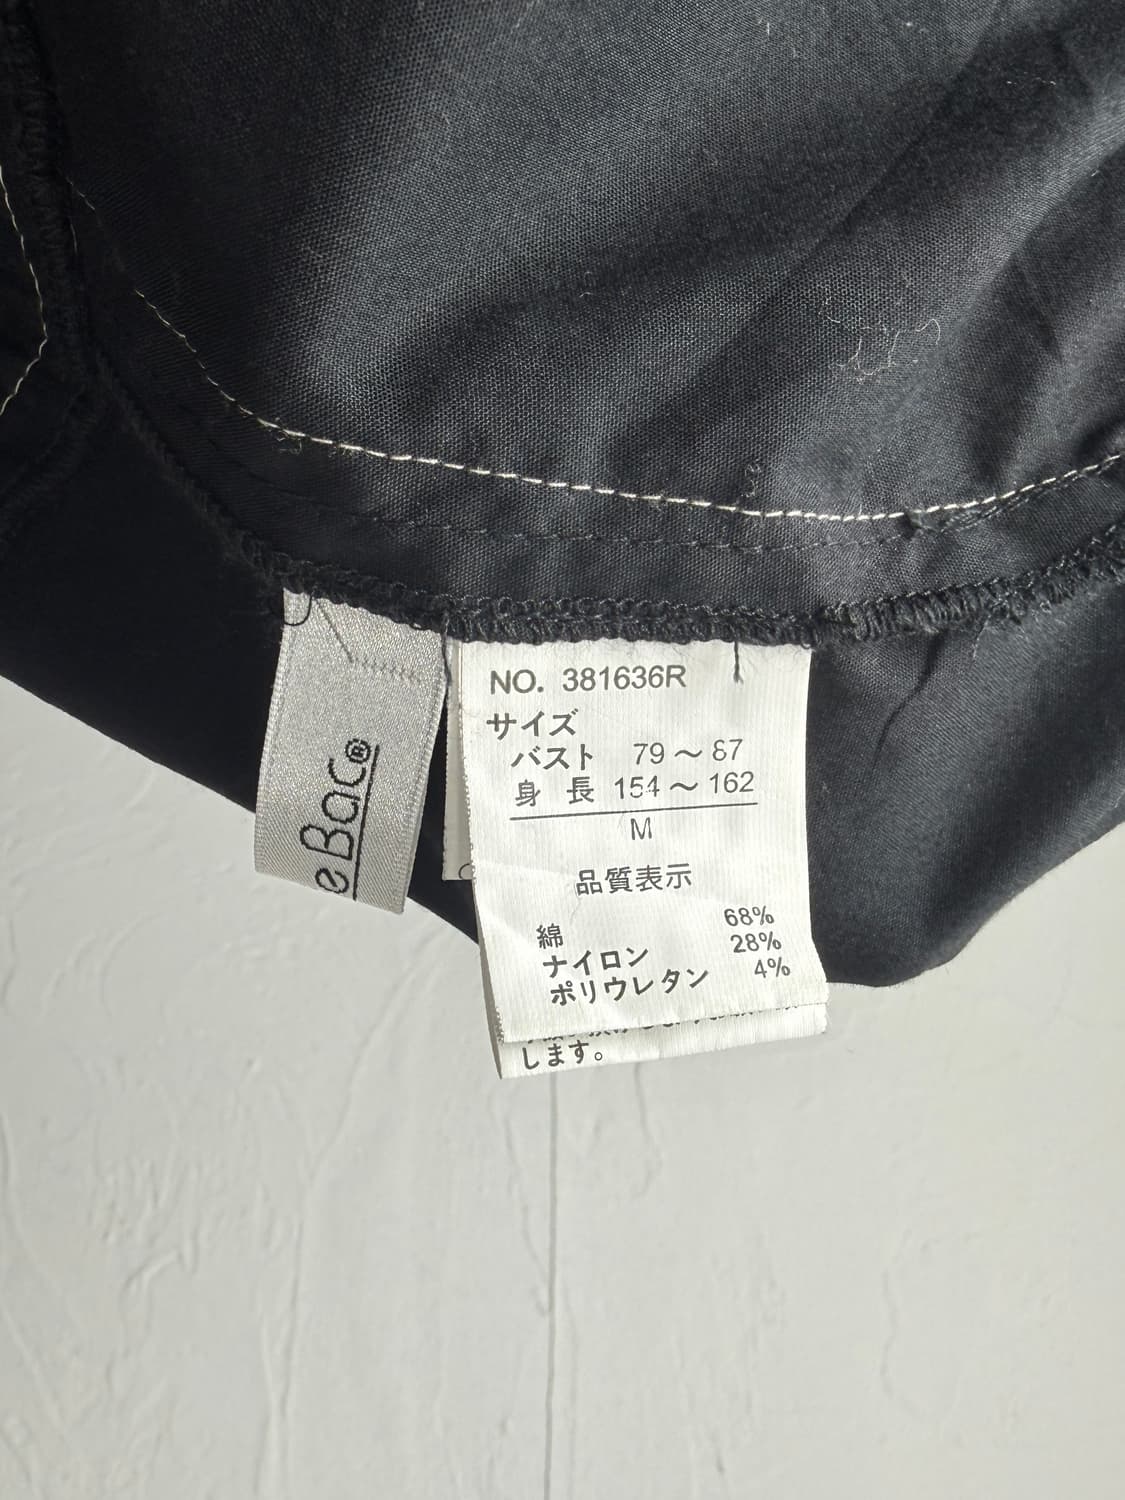 e Bac®
NO. 381636R
サイズ
バスト 79～87
身 長 154～162
M
品質表示
綿 68%
ナイロン 28%
ポリウレタン 4%
します。